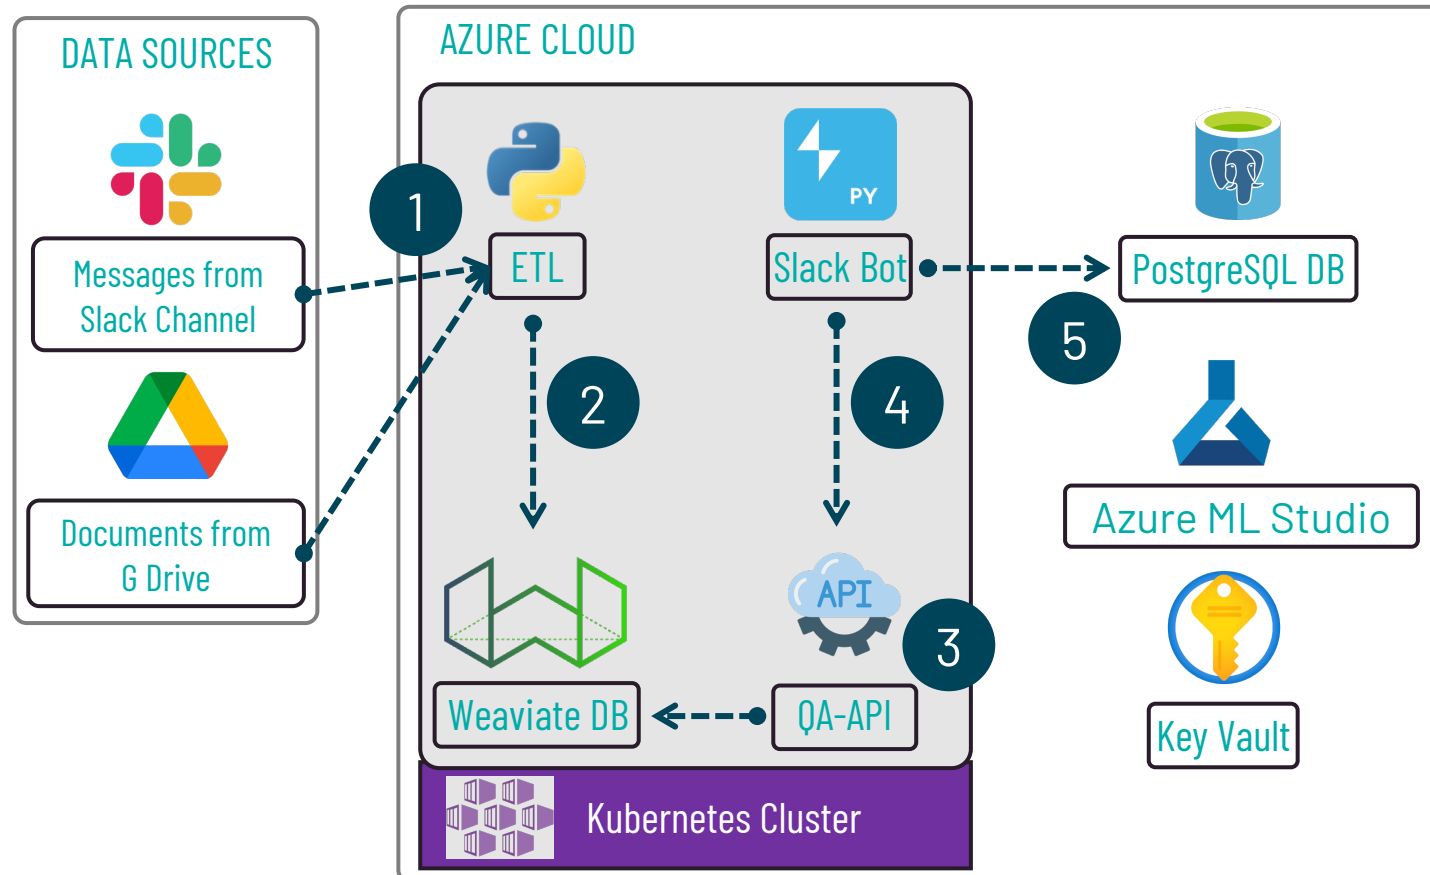 DATA SOURCES
Messages from
Slack Channel
Documents from
G Drive
AZURE CLOUD
1
ETL
PY
Slack Bot
PostgreSQL DB
5
2
4
Azure ML Studio
API
3
Weaviate DB
QA-API
Key Vault
Kubernetes Cluster